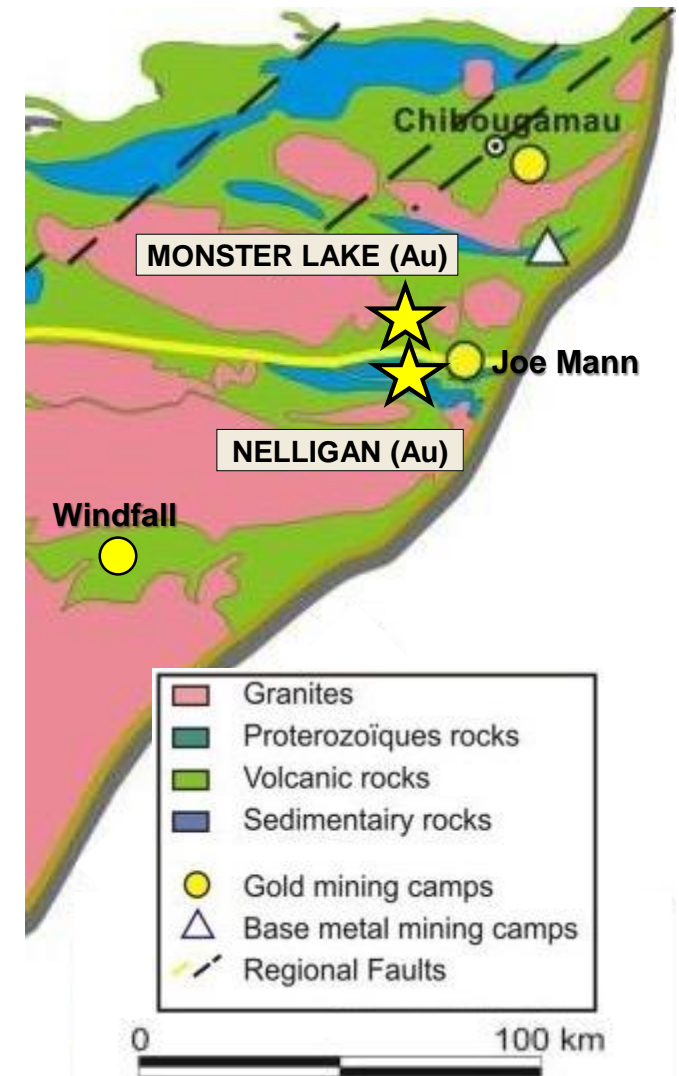 Chibougamau
MONSTER LAKE (Au)
Joe Mann
NELLIGAN (Au)
Windfall
Granites
Proterozoïques rocks
Volcanic rocks
Sedimentairy rocks
Gold mining camps
Base metal mining camps
Regional Faults
0 100 km